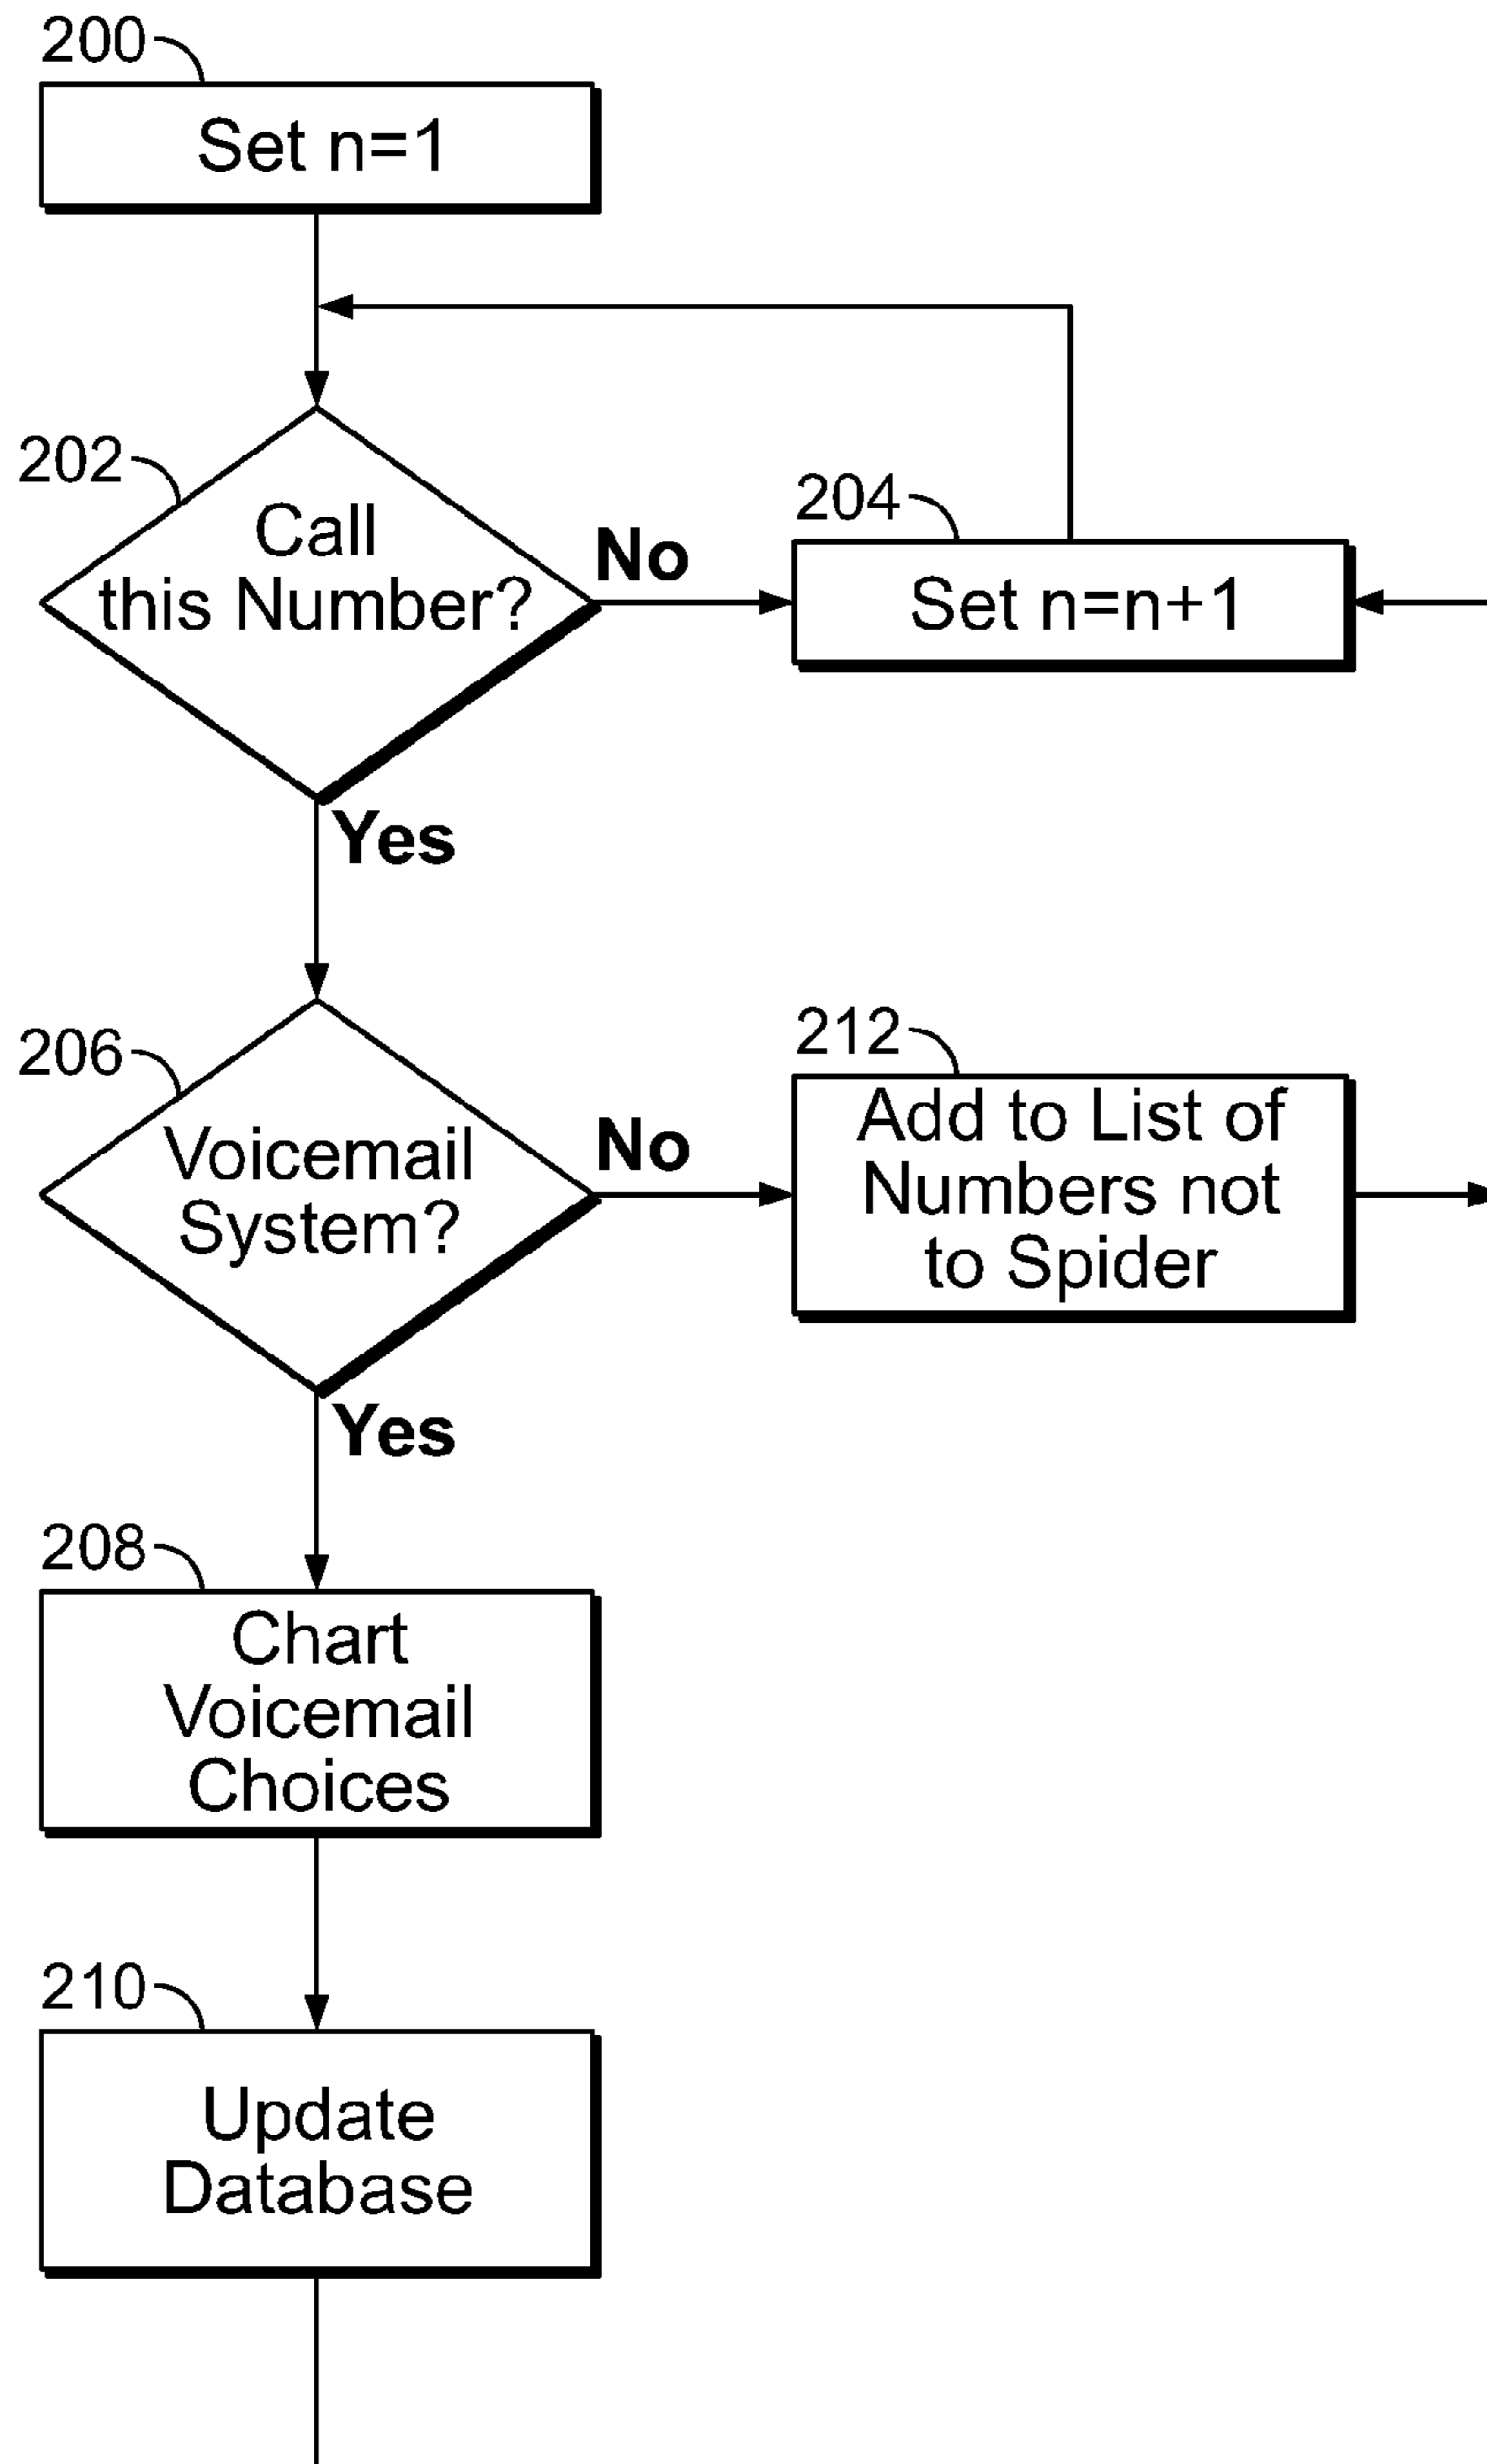 200
Set n=1
202
Call
this Number?
No
204
Set n=n+1
Yes
206
Voicemail
System?
No
212
Add to List of
Numbers not
to Spider
Yes
208
Chart
Voicemail
Choices
210
Update
Database